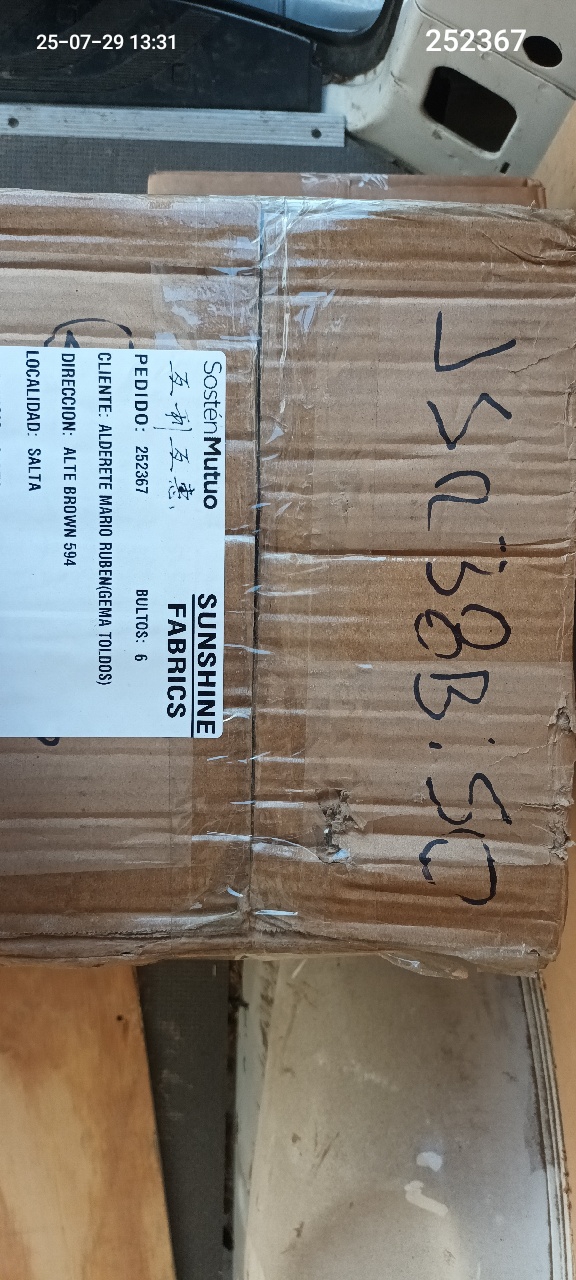 25-07-29 13:31
252367
SosténMutuo
互利互惠、
SUNSHINE
FABRICS
PEDIDO: 252367
BULTOS: 6
CLIENTE: ALDERETE MARIO RUBEN(GEMA TOLDOS)
DIRECCION: ALTE BROWN 594
LOCALIDAD: SALTA